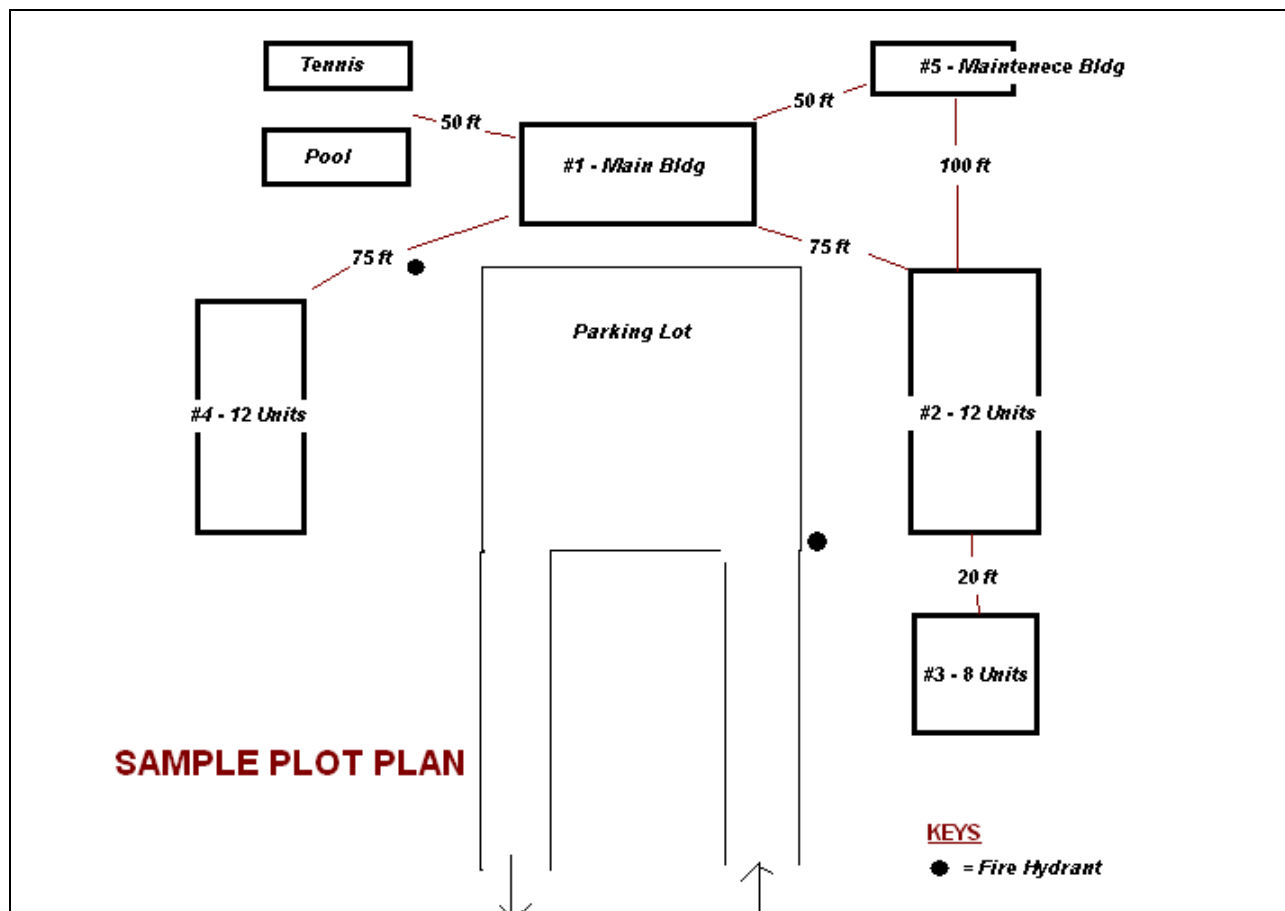 Tennis
#5 - Maintenece Bldg
50 ft
50 ft
Pool
#1 - Main Bldg
100 ft
75 ft
75 ft
Parking Lot
#4 - 12 Units
#2 - 12 Units
20 ft
#3 - 8 Units
SAMPLE PLOT PLAN
KEYS
= Fire Hydrant